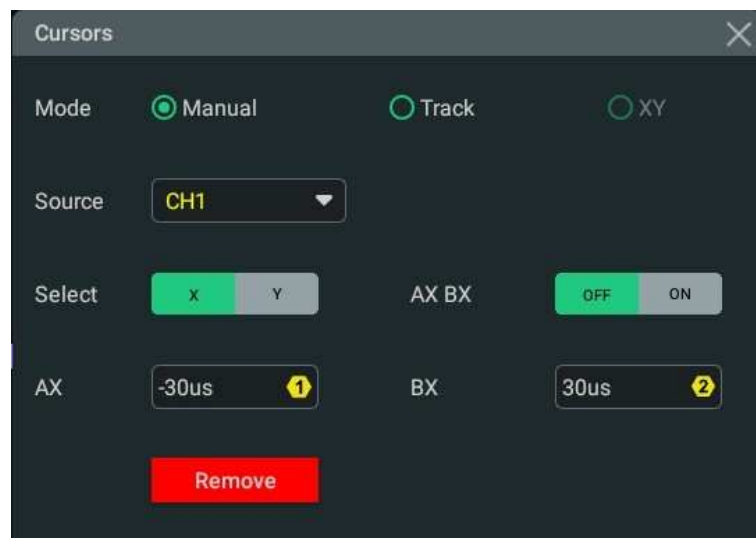 Cursors
Mode Manual Track XY
Source CH1
Select X Y AX BX OFF ON
AX -30us 1 BX 30us 2
Remove